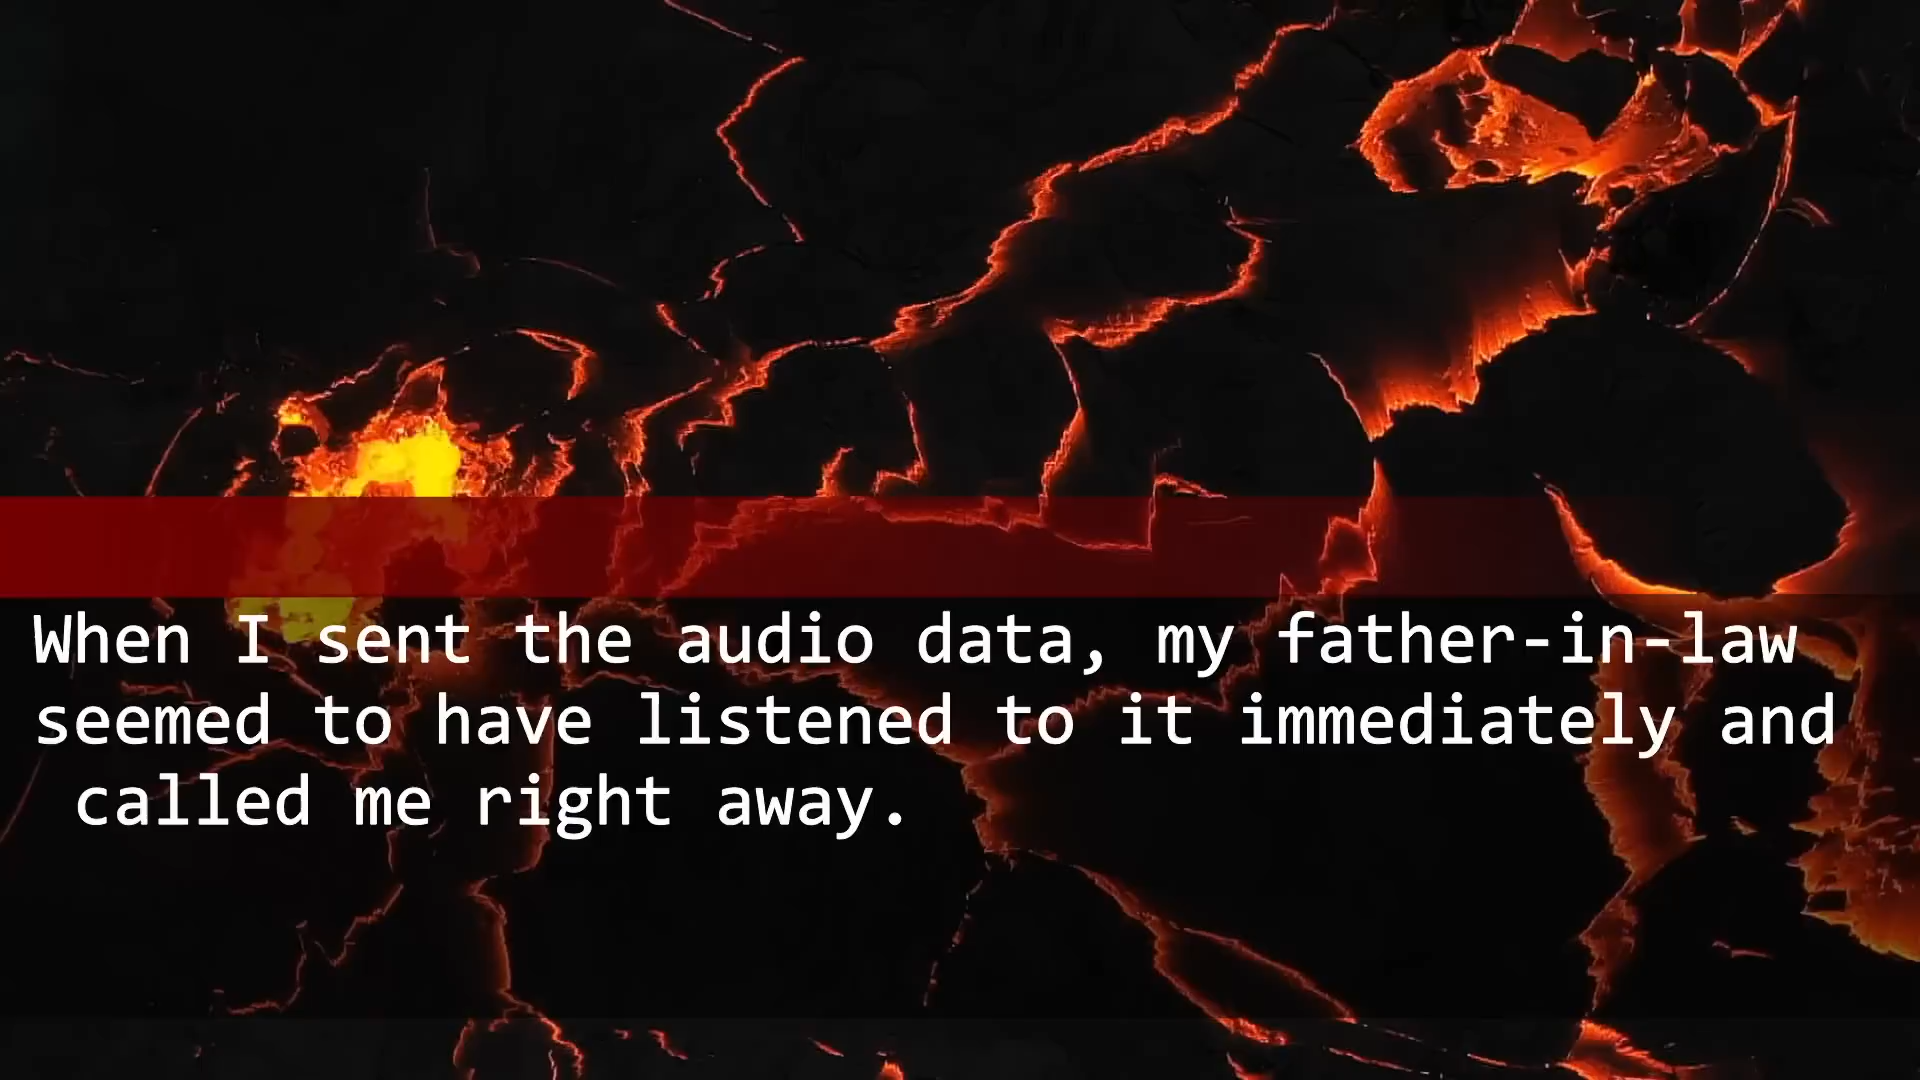 When I sent the audio data, my father-in-law
seemed to have listened to it immediately and
called me right away.